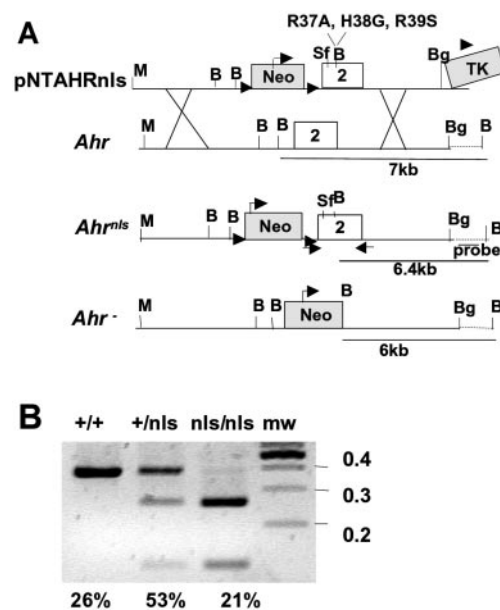 A
R37A, H38G, R39S
pNTAHRnls
M
B B
Neo
Sf B
2
Bg
TK
Ahr
M
B B
2
Bg B
7kb
Ahrnls
M
B B
Neo
Sf B
2
Bg B
probe
6.4kb
Ahr -
M
B B
Neo
B
Bg B
6kb
B
+/+ +/nls nls/nls mw
0.4
0.3
0.2
26% 53% 21%